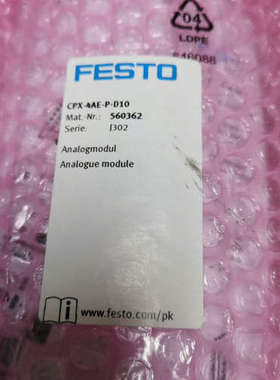 04
LDPE
FESTO
CPX-4AE-P-D10
Mat.-Nr.: 560362
Serie: J302
Analogmodul
Analogue module
www.festo.com/pk